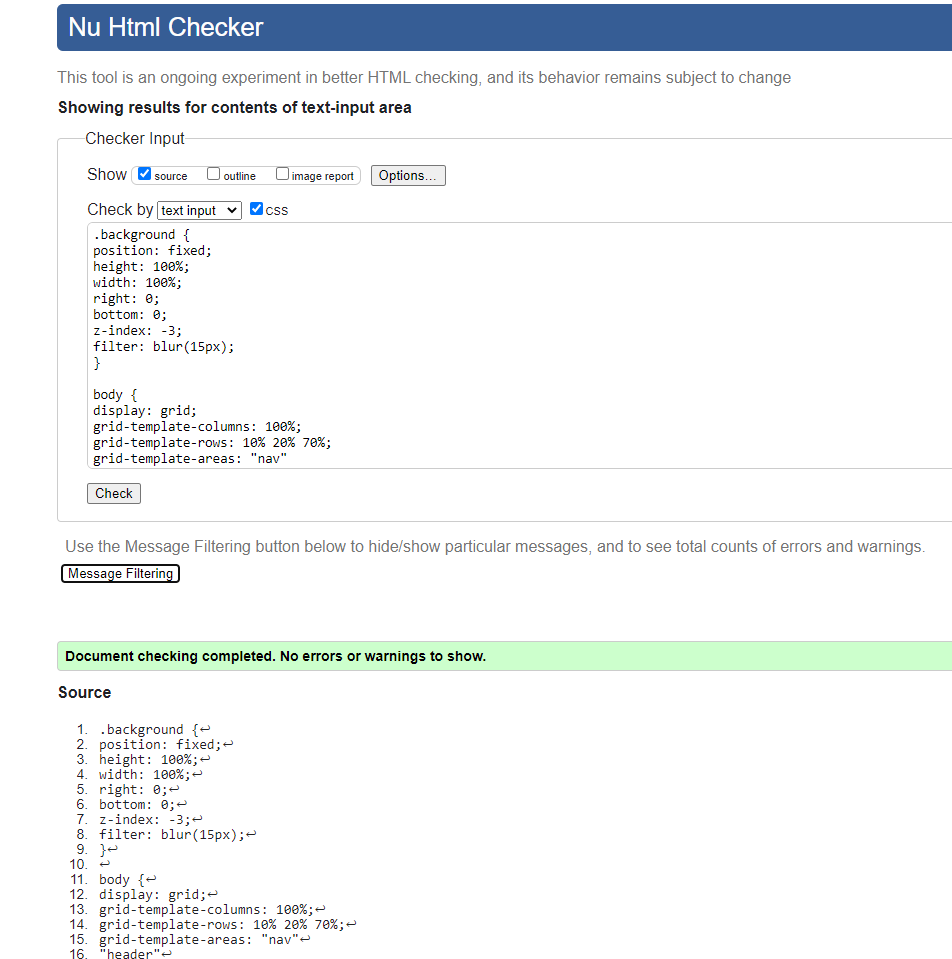 Nu Html Checker
This tool is an ongoing experiment in better HTML checking, and its behavior remains subject to change
Showing results for contents of text-input area
Checker Input
Show source outline image report Options...
Check by text input css
.background {
position: fixed;
height: 100%;
width: 100%;
right: 0;
bottom: 0;
z-index: -3;
filter: blur(15px);
}
body {
display: grid;
grid-template-columns: 100%;
grid-template-rows: 10% 20% 70%;
grid-template-areas: "nav"
Check
Use the Message Filtering button below to hide/show particular messages, and to see total counts of errors and warnings.
Message Filtering
Document checking completed. No errors or warnings to show.
Source
1. .background {↩
2. position: fixed;↩
3. height: 100%;↩
4. width: 100%;↩
5. right: 0;↩
6. bottom: 0;↩
7. z-index: -3;↩
8. filter: blur(15px);↩
9. }↩
10. ↩
11. body {↩
12. display: grid;↩
13. grid-template-columns: 100%;↩
14. grid-template-rows: 10% 20% 70%;↩
15. grid-template-areas: "nav"↩
16. "header"↩